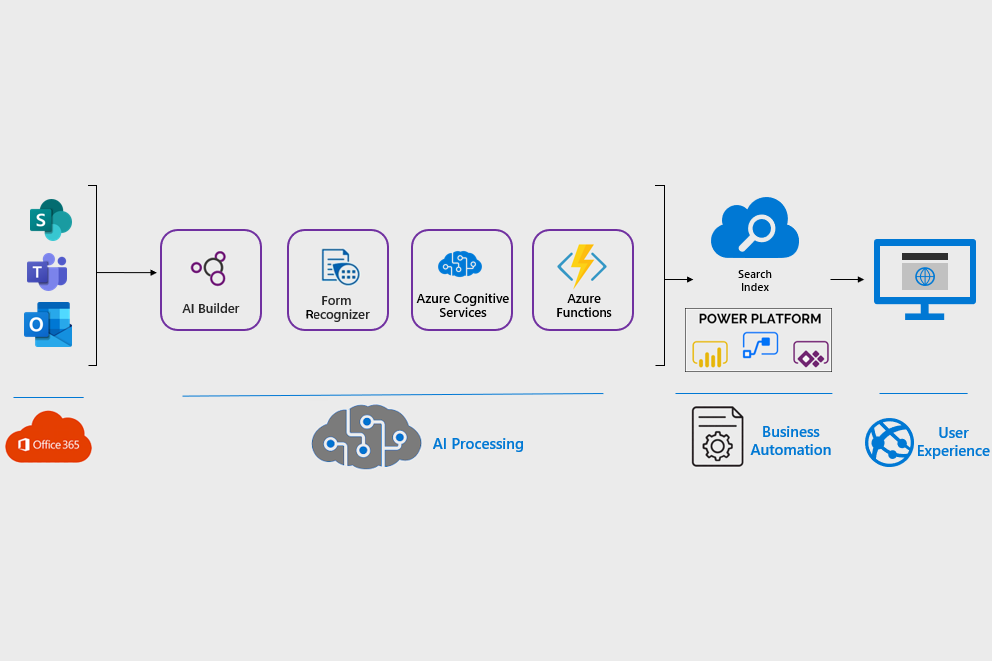 S
T
O
AI Builder
Form
Recognizer
Azure Cognitive
Services
Azure
Functions
Search
Index
POWER PLATFORM
Office 365
AI Processing
Business
Automation
User
Experience